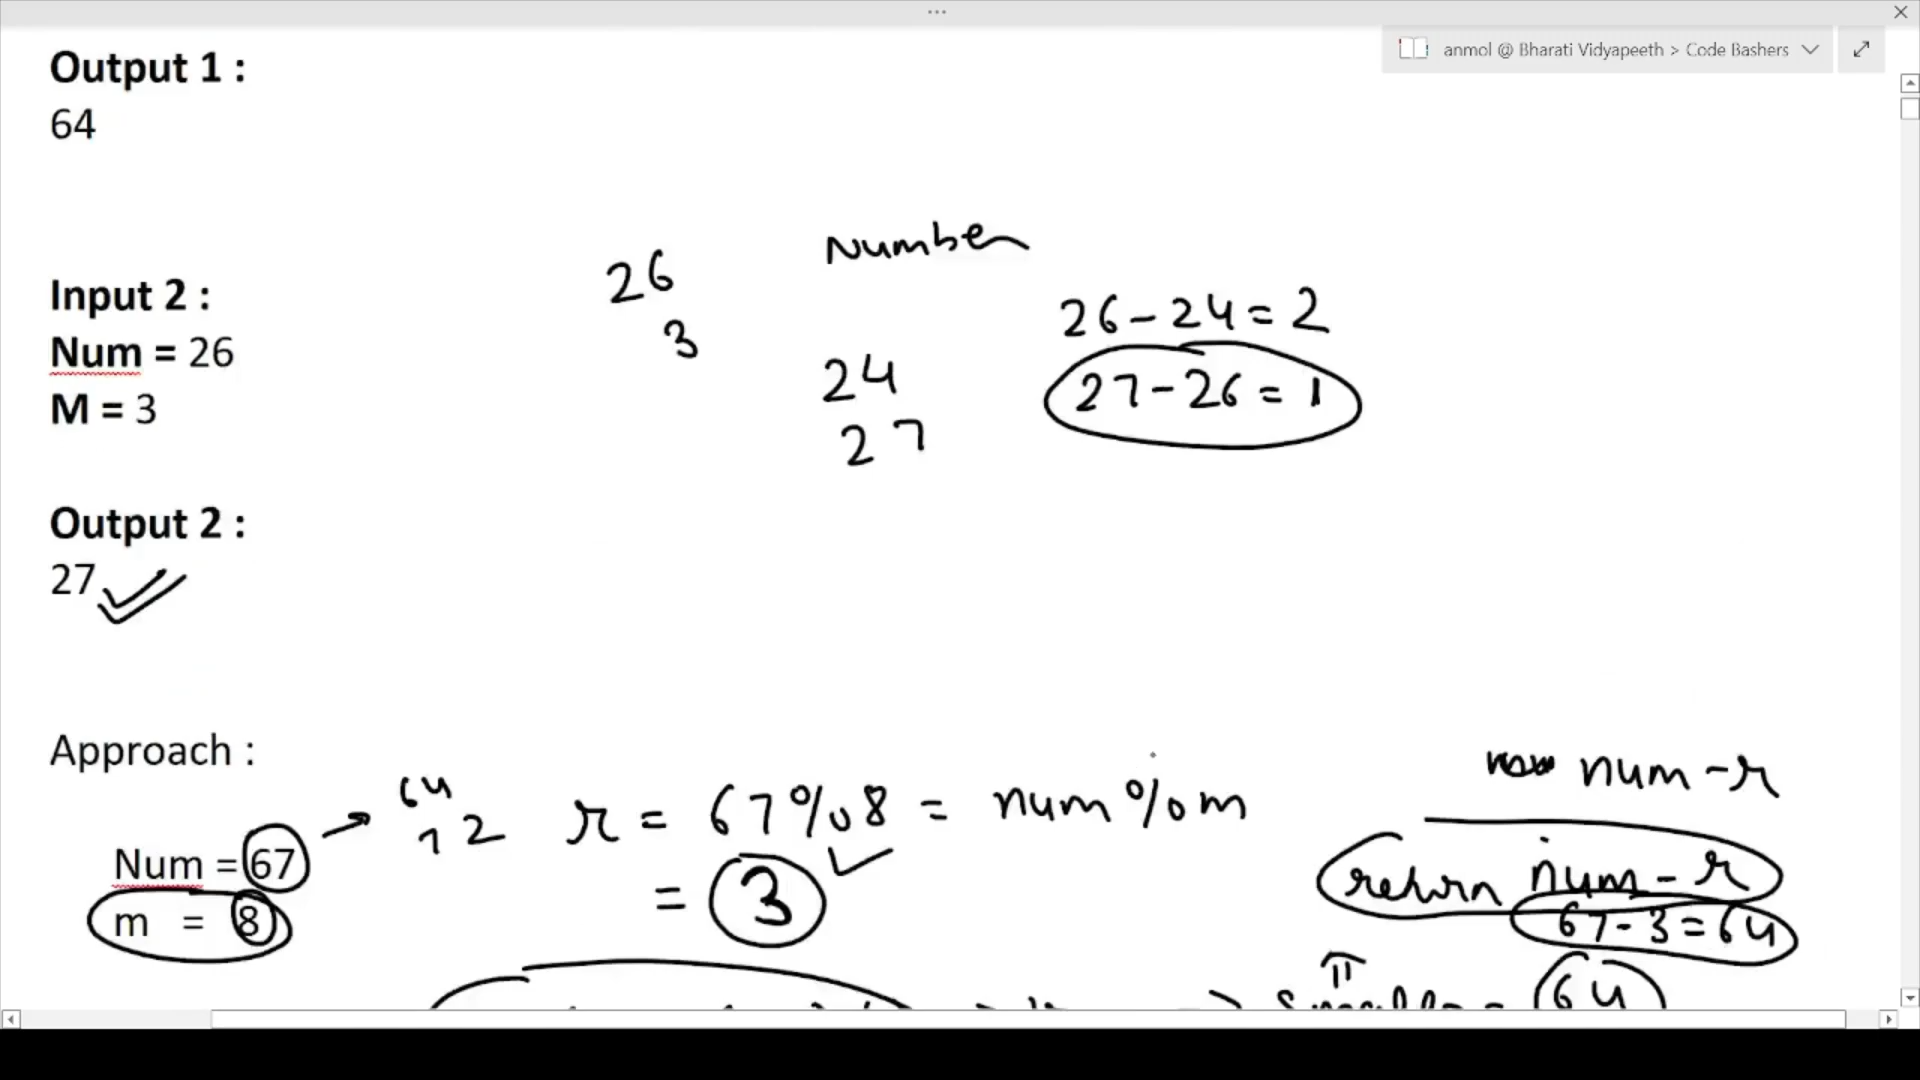 anmol @ Bharati Vidyapeeth > Code Bashers
Output 1 :
64
Input 2 :
Num = 26
M = 3
26
3
Number
24
27
26-24=2
27-26=1
Output 2 :
27
Approach :
Num = 67
m = 8
64
72
r = 67%8 = num%m
= 3
num-r
return num-r
67-3=64
64